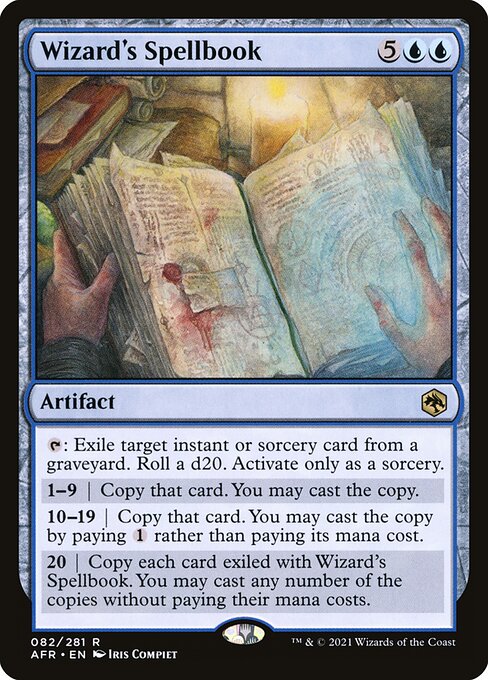 Wizard's Spellbook 5
Artifact
: Exile target instant or sorcery card from a
graveyard. Roll a d20. Activate only as a sorcery.
1–9 | Copy that card. You may cast the copy.
10–19 | Copy that card. You may cast the copy
by paying 1 rather than paying its mana cost.
20 | Copy each card exiled with Wizard's
Spellbook. You may cast any number of the
copies without paying their mana costs.
082/281 R
AFR • EN Iris Compiet
™ & © 2021 Wizards of the Coast